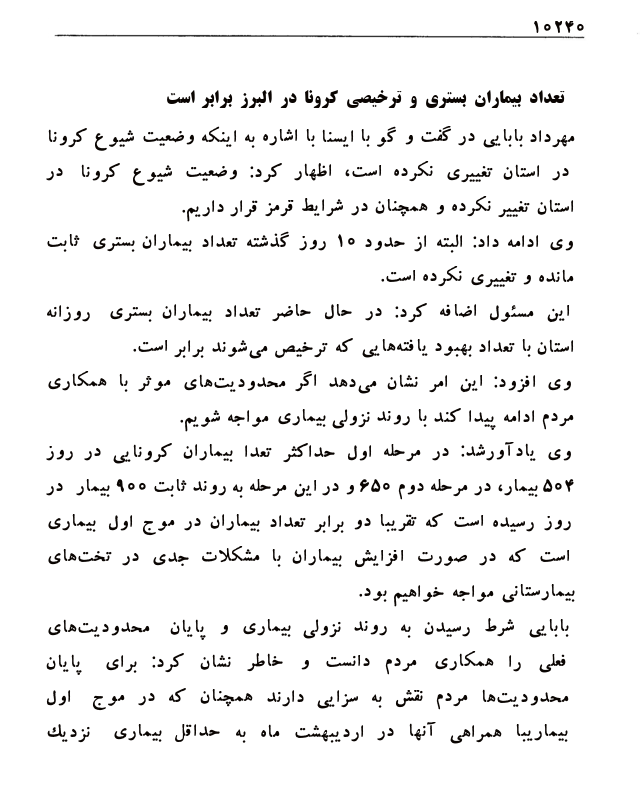 ۱۰۲۴۰
تعداد بیماران بستری و ترخیصی کرونا در البرز برابر است
مهرداد بابایی در گفت و گو با ایسنا با اشاره به اینکه وضعیت شیوع کرونا
در استان تغییری نکرده است، اظهار کرد: وضعیت شیوع کرونا در
استان تغییر نکرده و همچنان در شرایط قرمز قرار داریم.
وی ادامه داد: البته از حدود ۱۰ روز گذشته تعداد بیماران بستری ثابت
مانده و تغییری نکرده است.
این مسئول اضافه کرد: در حال حاضر تعداد بیماران بستری روزانه
استان با تعداد بهبود یافته‌هایی که ترخیص می‌شوند برابر است.
وی افزود: این امر نشان می‌دهد اگر محدودیت‌های موثر با همکاری
مردم ادامه پیدا کند با روند نزولی بیماری مواجه شویم.
وی یادآورشد: در مرحله اول حداکثر تعدا بیماران کرونایی در روز
۵۰۴ بیمار، در مرحله دوم ۶۵۰ و در این مرحله به روند ثابت ۹۰۰ بیمار در
روز رسیده است که تقریبا دو برابر تعداد بیماران در موج اول بیماری
است که در صورت افزایش بیماران با مشکلات جدی در تخت‌های
بیمارستانی مواجه خواهیم بود.
بابایی شرط رسیدن به روند نزولی بیماری و پایان محدودیت‌های
فعلی را همکاری مردم دانست و خاطر نشان کرد: برای پایان
محدودیت‌ها مردم نقش به سزایی دارند همچنان که در موج اول
بیماریبا همراهی آنها در اردیبهشت ماه به حداقل بیماری نزدیك